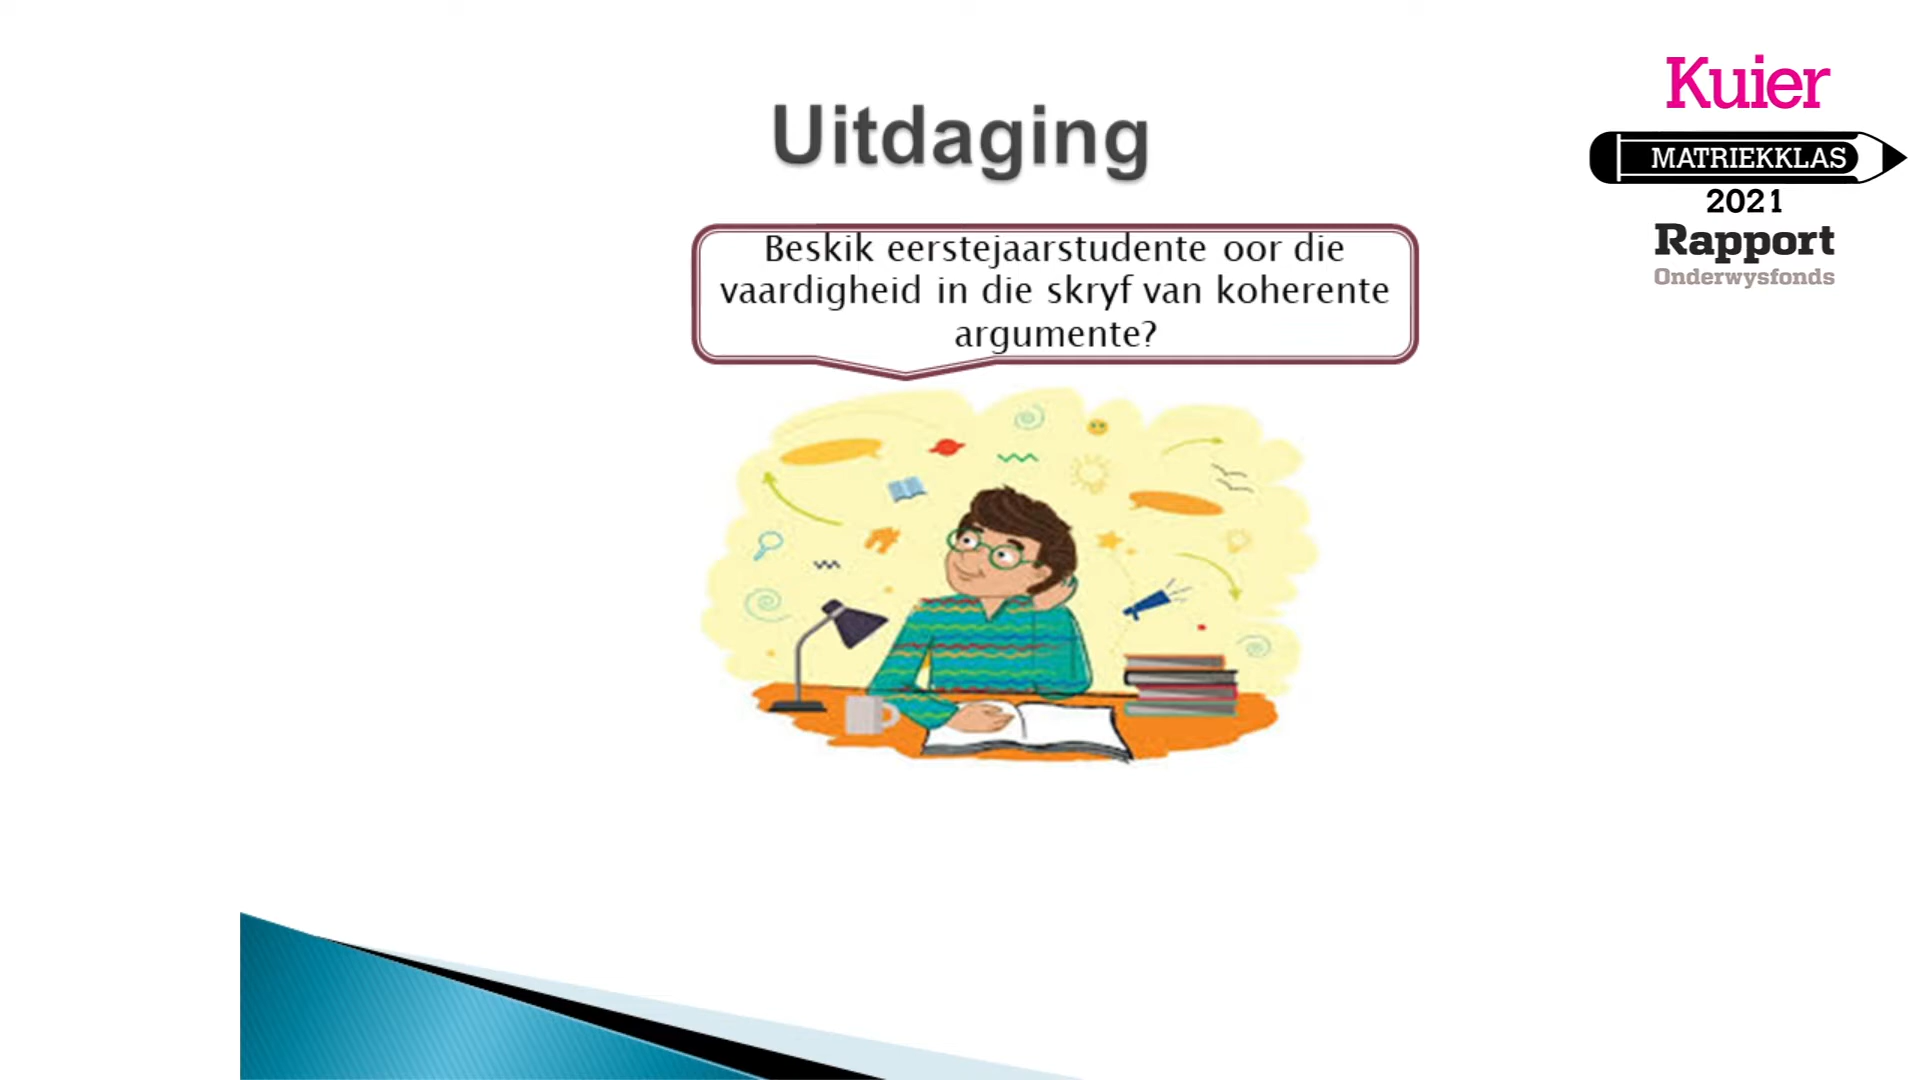 Uitdaging
Beskik eerstejaarstudente oor die
vaardigheid in die skryf van koherente
argumente?
Kuier
MATRIEKKLAS
2021
Rapport
Onderwysfonds